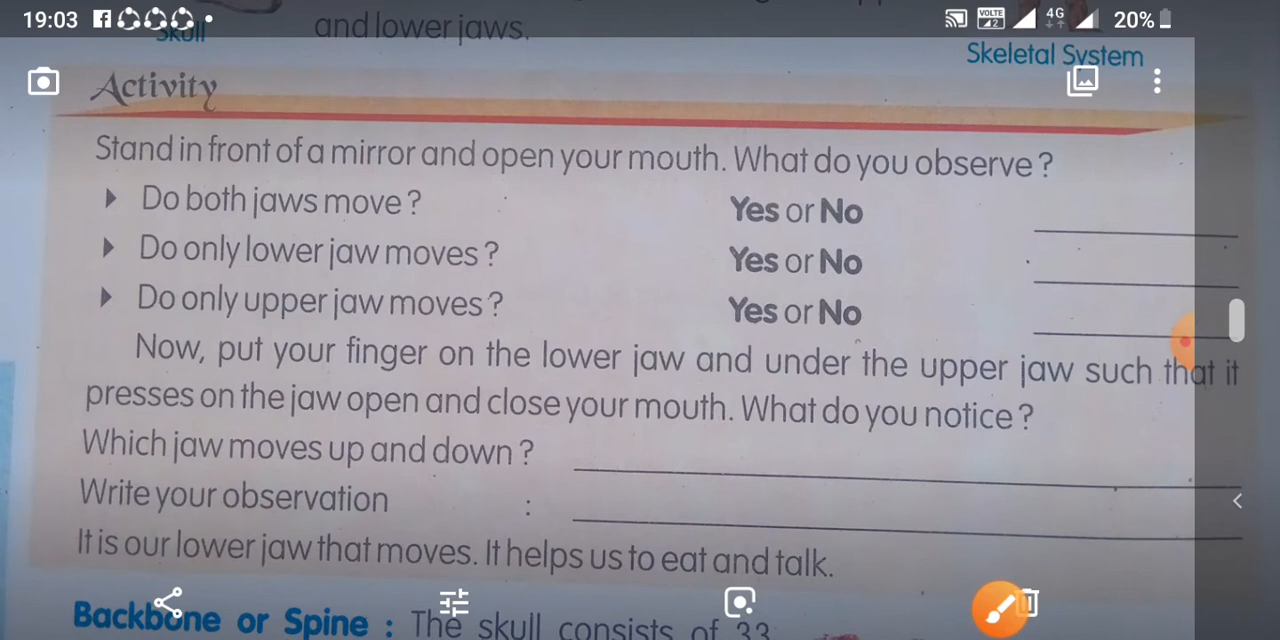 19:03
VOLTE 2
4G
20%
Skull
and lower jaws.
Skeletal System
Activity
Stand in front of a mirror and open your mouth. What do you observe?
Do both jaws move? Yes or No
Do only lower jaw moves? Yes or No
Do only upper jaw moves? Yes or No
Now, put your finger on the lower jaw and under the upper jaw such that it
presses on the jaw open and close your mouth. What do you notice?
Which jaw moves up and down?
Write your observation :
It is our lower jaw that moves. It helps us to eat and talk.
Backbone or Spine : The skull consists of 33